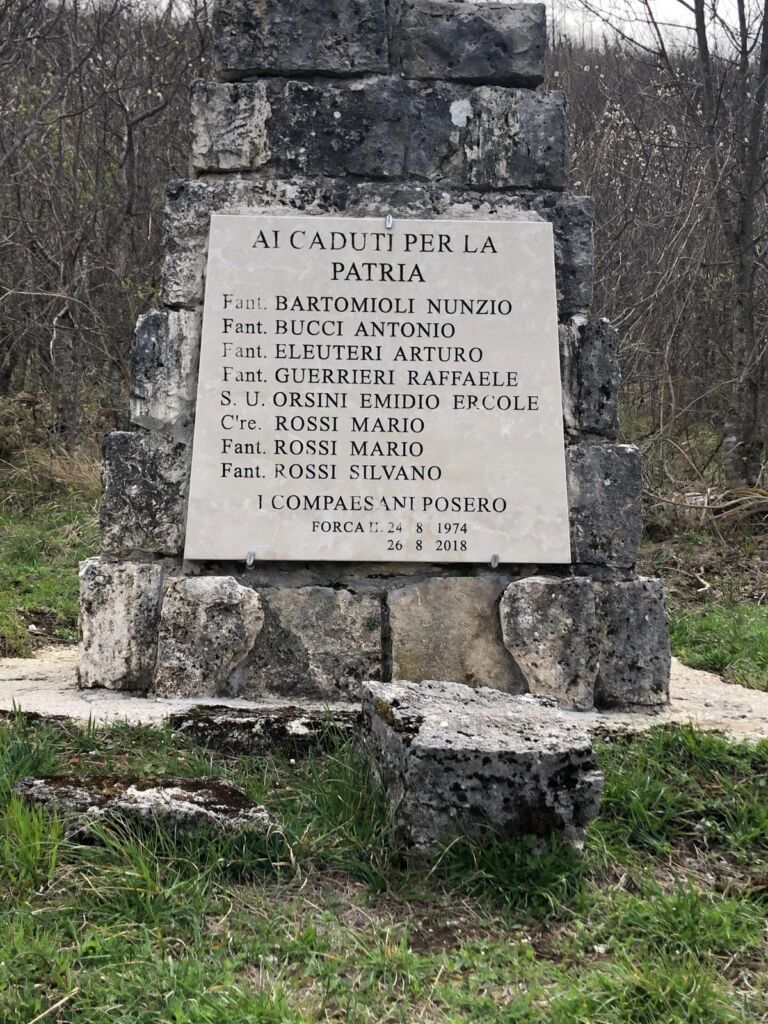 AI CADUTI PER LA
PATRIA
Fant. BARTOMIOLI NUNZIO
Fant. BUCCI ANTONIO
Fant. ELEUTERI ARTURO
Fant. GUERRIERI RAFFAELE
S. U. ORSINI EMIDIO ERCOLE
C're. ROSSI MARIO
Fant. ROSSI MARIO
Fant. ROSSI SILVANO
I COMPAESANI POSERO
FORCA 24 8 1974
26 8 2018